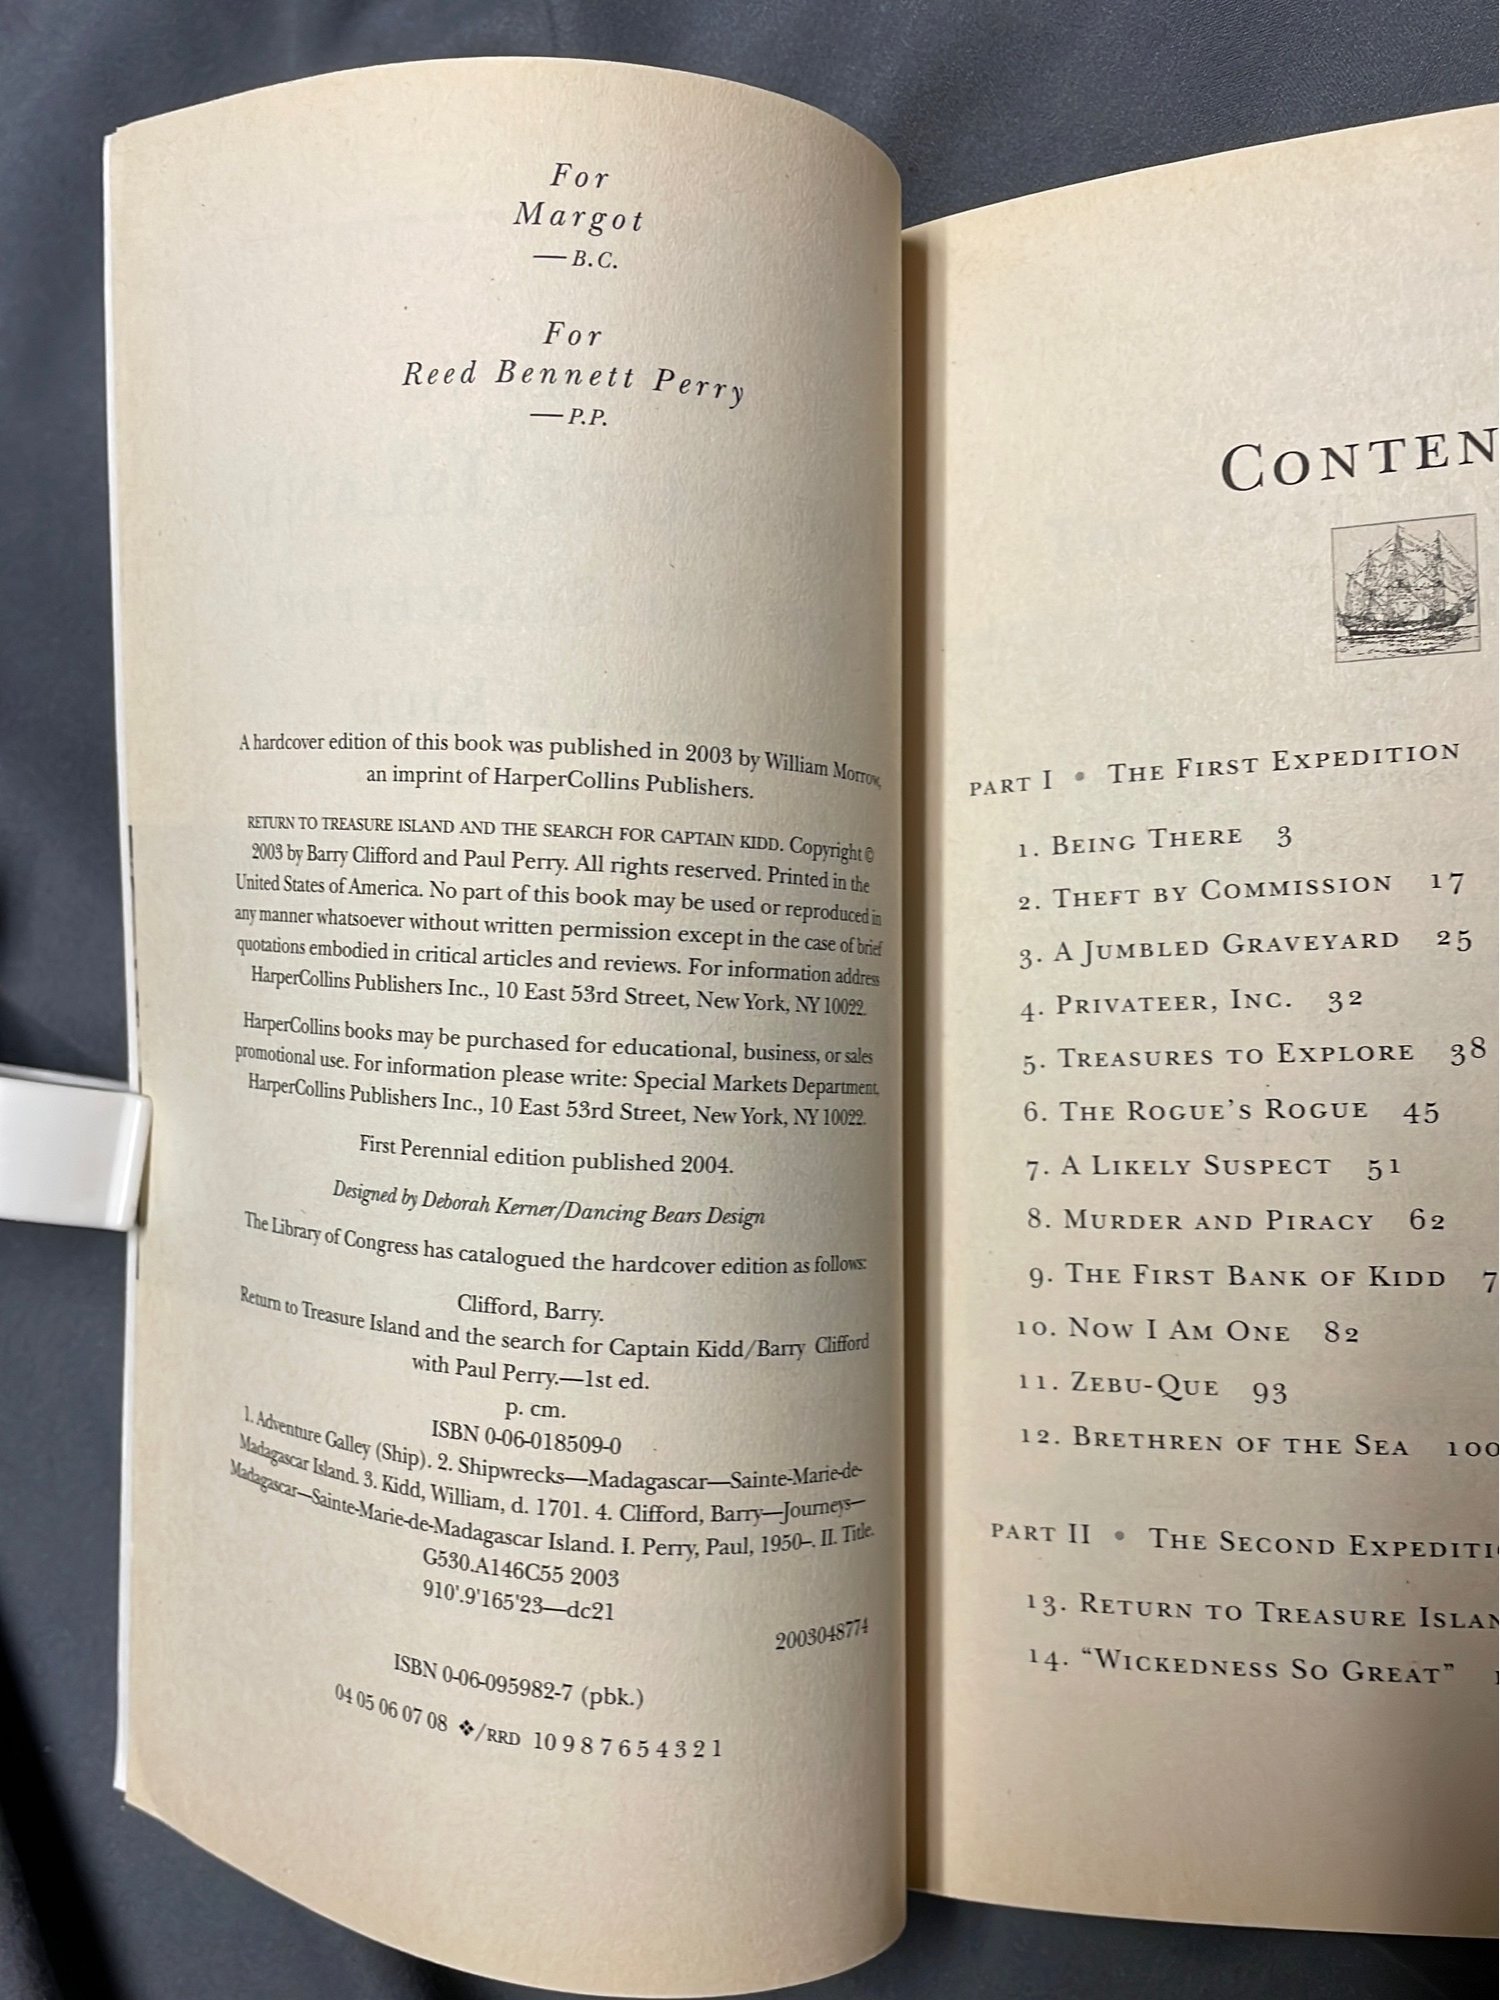 For
Margot
—B.C.
For
Reed Bennett Perry
—P.P.
A hardcover edition of this book was published in 2003 by William Morrow,
an imprint of HarperCollins Publishers.
RETURN TO TREASURE ISLAND AND THE SEARCH FOR CAPTAIN KIDD. Copyright ©
2003 by Barry Clifford and Paul Perry. All rights reserved. Printed in the
United States of America. No part of this book may be used or reproduced in
any manner whatsoever without written permission except in the case of brief
quotations embodied in critical articles and reviews. For information address
HarperCollins Publishers Inc., 10 East 53rd Street, New York, NY 10022.
HarperCollins books may be purchased for educational, business, or sales
promotional use. For information please write: Special Markets Department,
HarperCollins Publishers Inc., 10 East 53rd Street, New York, NY 10022.
First Perennial edition published 2004.
Designed by Deborah Kerner/Dancing Bears Design
The Library of Congress has catalogued the hardcover edition as follows:
Clifford, Barry.
Return to Treasure Island and the search for Captain Kidd/Barry Clifford
with Paul Perry.—1st ed.
p. cm.
ISBN 0-06-018509-0
1. Adventure Galley (Ship). 2. Shipwrecks—Madagascar—Sainte-Marie-de-
Madagascar Island. 3. Kidd, William, d. 1701. 4. Clifford, Barry—Journeys—
Madagascar—Sainte-Marie-de-Madagascar Island. I. Perry, Paul, 1950–. II. Title.
G530.A146C55 2003
910'.9'165'23—dc21
2003048774
ISBN 0-06-095982-7 (pbk.)
04 05 06 07 08 ❖/RRD 10 9 8 7 6 5 4 3 2 1
CONTEN
PART I • THE FIRST EXPEDITION
1. BEING THERE 3
2. THEFT BY COMMISSION 17
3. A JUMBLED GRAVEYARD 25
4. PRIVATEER, INC. 32
5. TREASURES TO EXPLORE 38
6. THE ROGUE'S ROGUE 45
7. A LIKELY SUSPECT 51
8. MURDER AND PIRACY 62
9. THE FIRST BANK OF KIDD 7
10. NOW I AM ONE 82
11. ZEBU-QUE 93
12. BRETHREN OF THE SEA 100
PART II • THE SECOND EXPEDITI
13. RETURN TO TREASURE ISLAN
14. "WICKEDNESS SO GREAT" 1